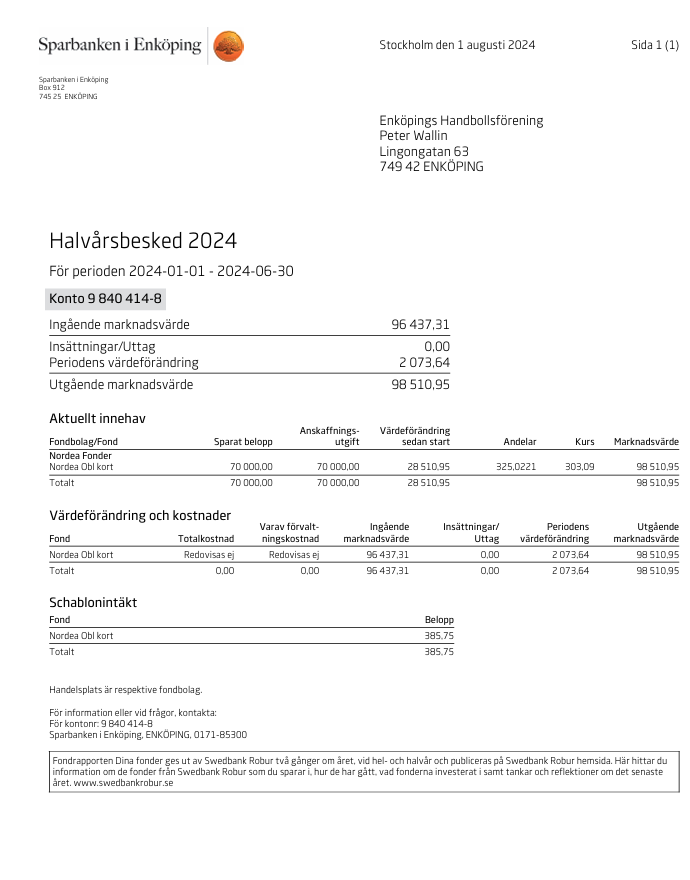 Sparbanken i Enköping
Stockholm den 1 augusti 2024 Sida 1 (1)
Sparbanken i Enköping
Box 912
745 25 ENKÖPING
Enköpings Handbollsförening
Peter Wallin
Lingongatan 63
749 42 ENKÖPING
Halvårsbesked 2024
För perioden 2024-01-01 - 2024-06-30
Konto 9 840 414-8
Ingående marknadsvärde 96 437,31
Insättningar/Uttag 0,00
Periodens värdeförändring 2 073,64
Utgående marknadsvärde 98 510,95
Aktuellt innehav
Anskaffnings- Värdeförändring
Fondbolag/Fond Sparat belopp utgift sedan start Andelar Kurs Marknadsvärde
Nordea Fonder
Nordea Obl kort 70 000,00 70 000,00 28 510,95 325,0221 303,09 98 510,95
Totalt 70 000,00 70 000,00 28 510,95 98 510,95
Värdeförändring och kostnader
Varav förvalt- Ingående Insättningar/ Periodens Utgående
Fond Totalkostnad ningskostnad marknadsvärde Uttag värdeförändring marknadsvärde
Nordea Obl kort Redovisas ej Redovisas ej 96 437,31 0,00 2 073,64 98 510,95
Totalt 0,00 0,00 96 437,31 0,00 2 073,64 98 510,95
Schablonintäkt
Fond Belopp
Nordea Obl kort 385,75
Totalt 385,75
Handelsplats är respektive fondbolag.
För information eller vid frågor, kontakta:
För kontonr: 9 840 414-8
Sparbanken i Enköping, ENKÖPING, 0171-85300
Fondrapporten Dina fonder ges ut av Swedbank Robur två gånger om året, vid hel- och halvår och publiceras på Swedbank Robur hemsida. Här hittar du
information om de fonder från Swedbank Robur som du sparar i, hur de har gått, vad fonderna investerat i samt tankar och reflektioner om det senaste
året. www.swedbankrobur.se